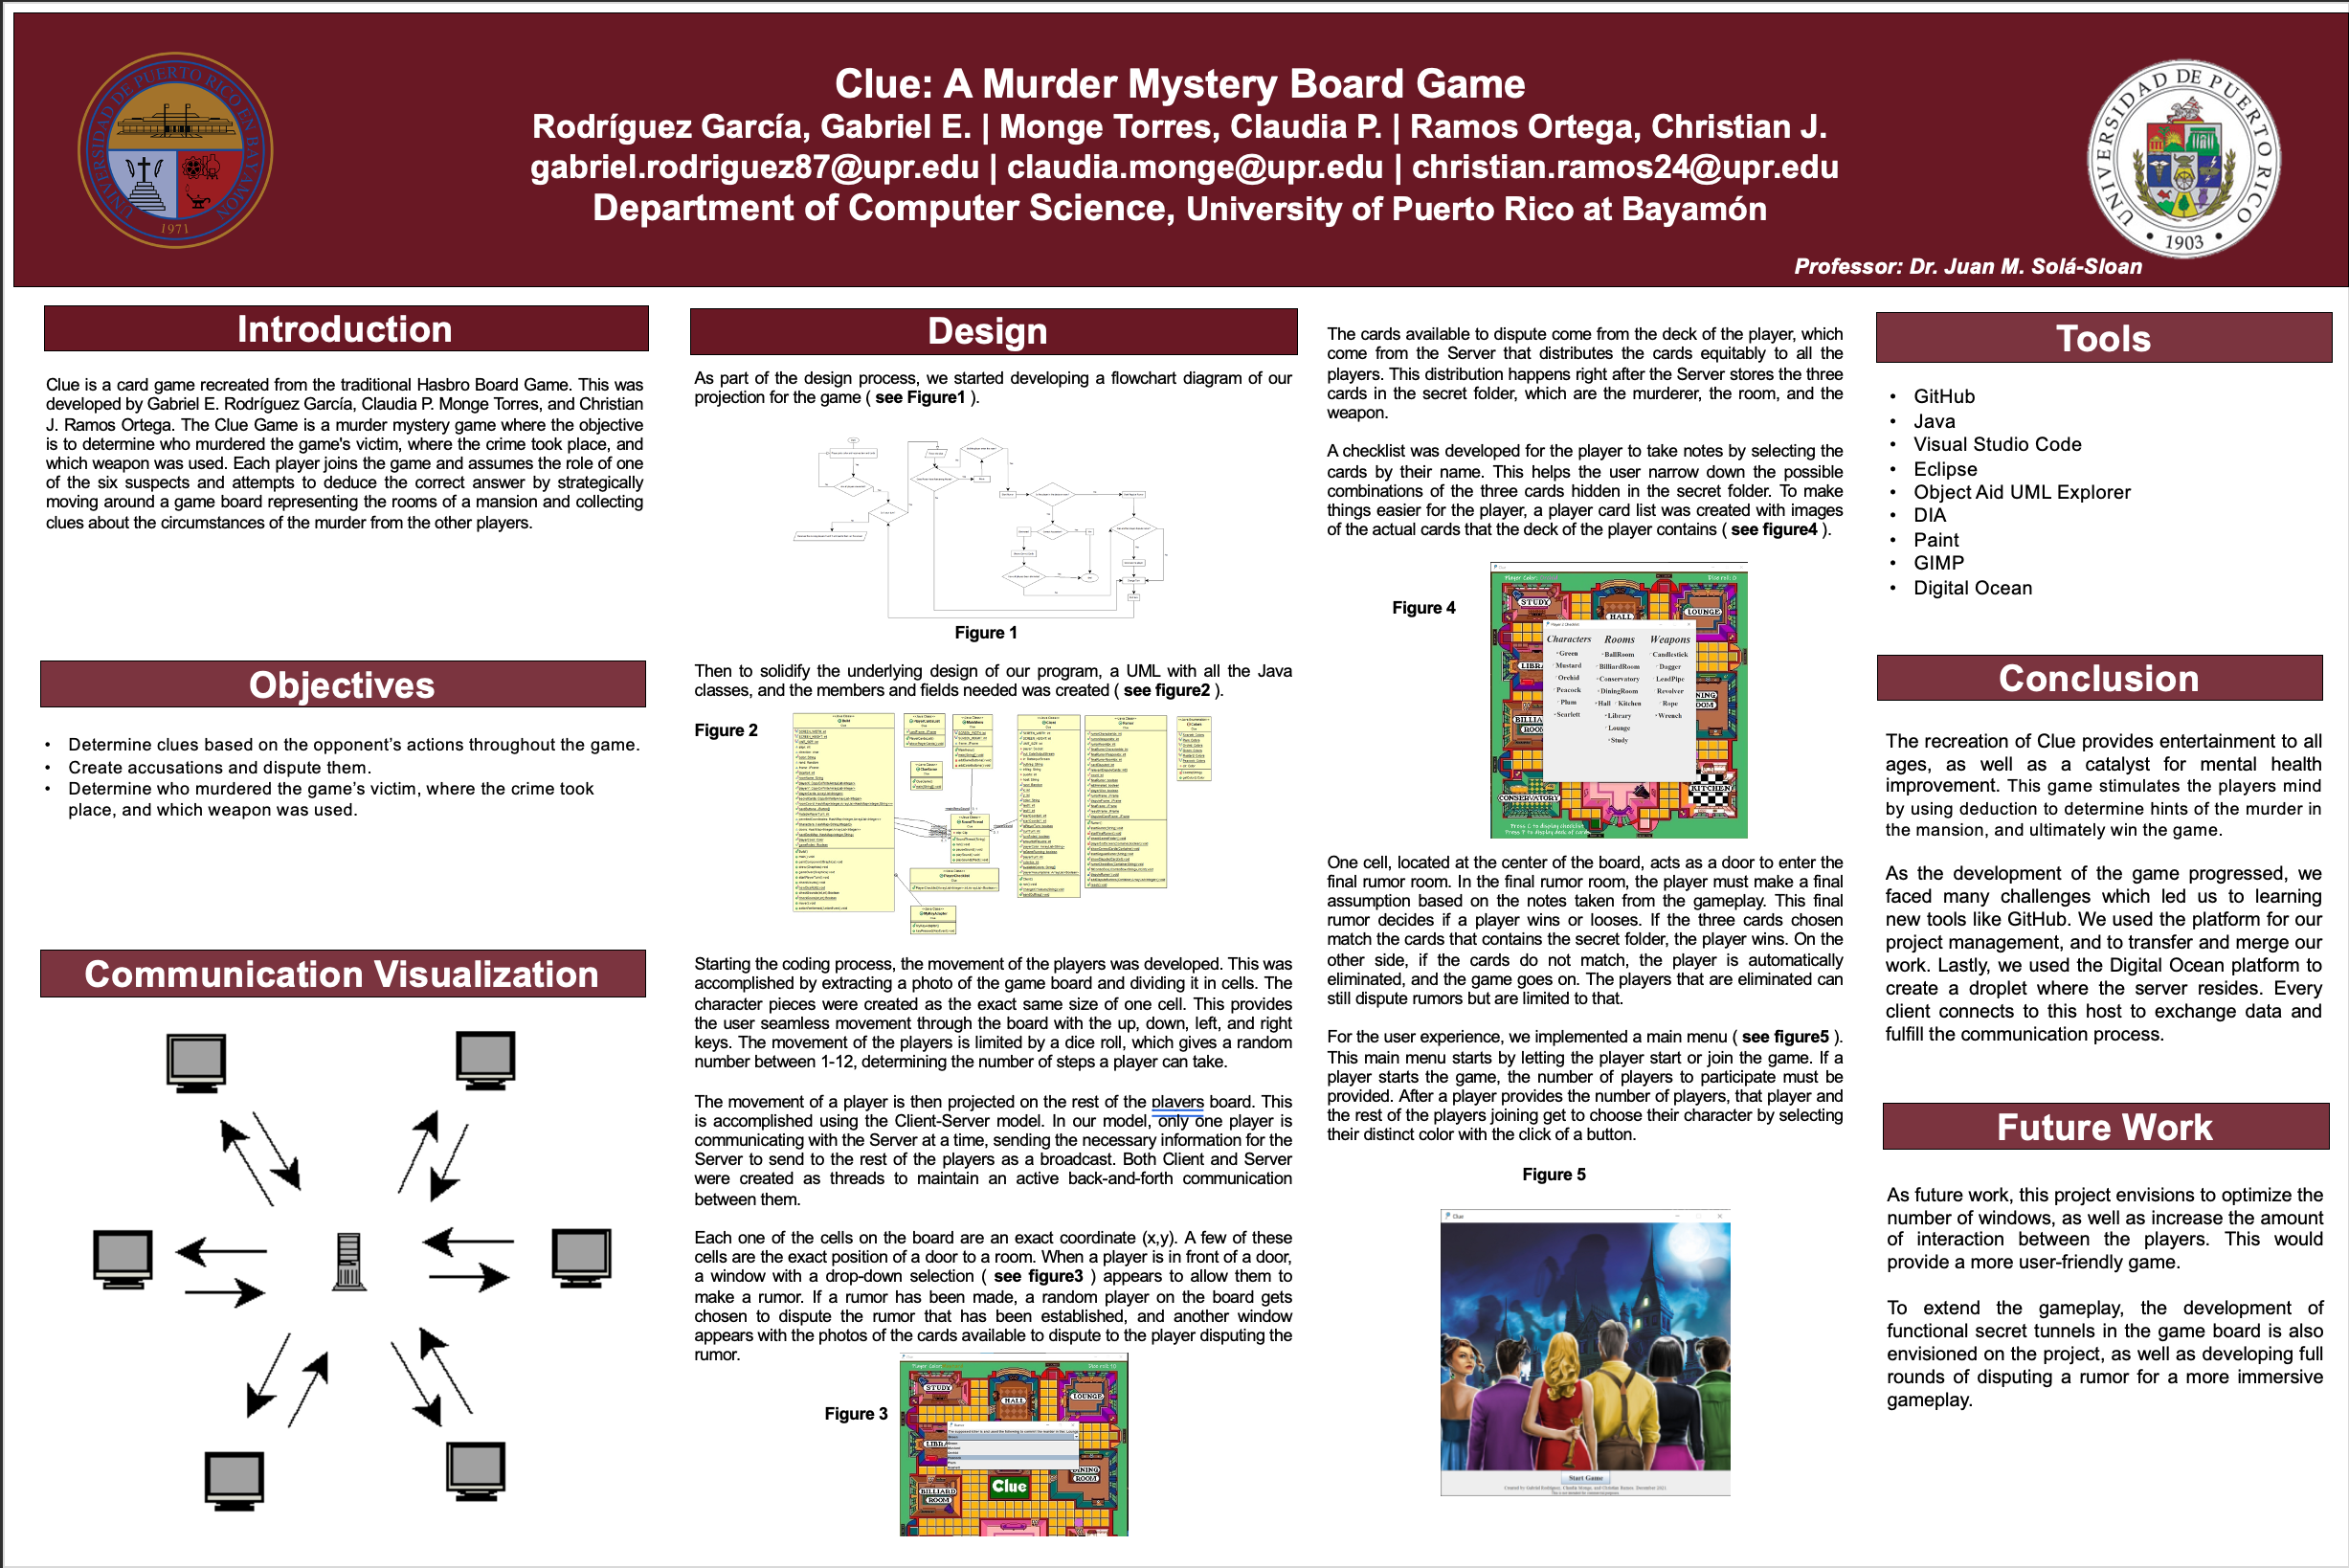 Clue: A Murder Mystery Board Game
Rodríguez García, Gabriel E. | Monge Torres, Claudia P. | Ramos Ortega, Christian J.
gabriel.rodriguez87@upr.edu | claudia.monge@upr.edu | christian.ramos24@upr.edu
Department of Computer Science, University of Puerto Rico at Bayamón
Professor: Dr. Juan M. Solá-Sloan
UNIVERSIDAD DE PUERTO RICO EN BAYAMON
1971
UNIVERSIDAD DE PUERTO RICO
• 1903 •
Introduction
Clue is a card game recreated from the traditional Hasbro Board Game. This was
developed by Gabriel E. Rodríguez García, Claudia P. Monge Torres, and Christian
J. Ramos Ortega. The Clue Game is a murder mystery game where the objective
is to determine who murdered the game's victim, where the crime took place, and
which weapon was used. Each player joins the game and assumes the role of one
of the six suspects and attempts to deduce the correct answer by strategically
moving around a game board representing the rooms of a mansion and collecting
clues about the circumstances of the murder from the other players.
Objectives
• Determine clues based on the opponent’s actions throughout the game.
• Create accusations and dispute them.
• Determine who murdered the game’s victim, where the crime took
place, and which weapon was used.
Communication Visualization
Design
As part of the design process, we started developing a flowchart diagram of our
projection for the game ( see Figure1 ).
Figure 1
Then to solidify the underlying design of our program, a UML with all the Java
classes, and the members and fields needed was created ( see figure2 ).
Figure 2
Starting the coding process, the movement of the players was developed. This was
accomplished by extracting a photo of the game board and dividing it in cells. The
character pieces were created as the exact same size of one cell. This provides
the user seamless movement through the board with the up, down, left, and right
keys. The movement of the players is limited by a dice roll, which gives a random
number between 1-12, determining the number of steps a player can take.
The movement of a player is then projected on the rest of the players board. This
is accomplished using the Client-Server model. In our model, only one player is
communicating with the Server at a time, sending the necessary information for the
Server to send to the rest of the players as a broadcast. Both Client and Server
were created as threads to maintain an active back-and-forth communication
between them.
Each one of the cells on the board are an exact coordinate (x,y). A few of these
cells are the exact position of a door to a room. When a player is in front of a door,
a window with a drop-down selection ( see figure3 ) appears to allow them to
make a rumor. If a rumor has been made, a random player on the board gets
chosen to dispute the rumor that has been established, and another window
appears with the photos of the cards available to dispute to the player disputing the
rumor.
Figure 3
STUDY
HALL
LOUNGE
LIBRA
DINING
ROOM
BILLIARD
ROOM
Clue
The cards available to dispute come from the deck of the player, which
come from the Server that distributes the cards equitably to all the
players. This distribution happens right after the Server stores the three
cards in the secret folder, which are the murderer, the room, and the
weapon.
A checklist was developed for the player to take notes by selecting the
cards by their name. This helps the user narrow down the possible
combinations of the three cards hidden in the secret folder. To make
things easier for the player, a player card list was created with images
of the actual cards that the deck of the player contains ( see figure4 ).
Figure 4
Player Color:
Dice roll: 0
STUDY
HALL
LOUNGE
LIBRA
NING
OOM
BILLIA
ROO
CONSERVATORY
KITCHEN
Characters Rooms Weapons
Green BallRoom Candlestick
Mustard BilliardRoom Dagger
Orchid Conservatory LeadPipe
Peacock DiningRoom Revolver
Plum Hall Kitchen Rope
Scarlett Library Wrench
Lounge
Study
Press C to display checklist
Press P to display deck of cards
One cell, located at the center of the board, acts as a door to enter the
final rumor room. In the final rumor room, the player must make a final
assumption based on the notes taken from the gameplay. This final
rumor decides if a player wins or looses. If the three cards chosen
match the cards that contains the secret folder, the player wins. On the
other side, if the cards do not match, the player is automatically
eliminated, and the game goes on. The players that are eliminated can
still dispute rumors but are limited to that.
For the user experience, we implemented a main menu ( see figure5 ).
This main menu starts by letting the player start or join the game. If a
player starts the game, the number of players to participate must be
provided. After a player provides the number of players, that player and
the rest of the players joining get to choose their character by selecting
their distinct color with the click of a button.
Figure 5
Clue
Start Game
Created by Gabriel Rodríguez, Claudia Monge, and Christian Ramos. December 2021
Tools
• GitHub
• Java
• Visual Studio Code
• Eclipse
• Object Aid UML Explorer
• DIA
• Paint
• GIMP
• Digital Ocean
Conclusion
The recreation of Clue provides entertainment to all
ages, as well as a catalyst for mental health
improvement. This game stimulates the players mind
by using deduction to determine hints of the murder in
the mansion, and ultimately win the game.
As the development of the game progressed, we
faced many challenges which led us to learning
new tools like GitHub. We used the platform for our
project management, and to transfer and merge our
work. Lastly, we used the Digital Ocean platform to
create a droplet where the server resides. Every
client connects to this host to exchange data and
fulfill the communication process.
Future Work
As future work, this project envisions to optimize the
number of windows, as well as increase the amount
of interaction between the players. This would
provide a more user-friendly game.
To extend the gameplay, the development of
functional secret tunnels in the game board is also
envisioned on the project, as well as developing full
rounds of disputing a rumor for a more immersive
gameplay.